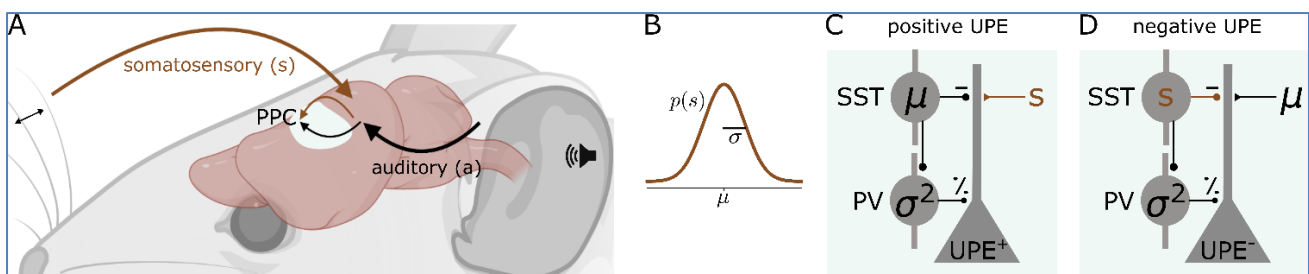 A
somatosensory (s)
PPC
auditory (a)
B
p(s)
σ
μ
C
positive UPE
SST
μ
−
s
PV
σ²
⁒
UPE⁺
D
negative UPE
SST
s
−
μ
PV
σ²
⁒
UPE⁻